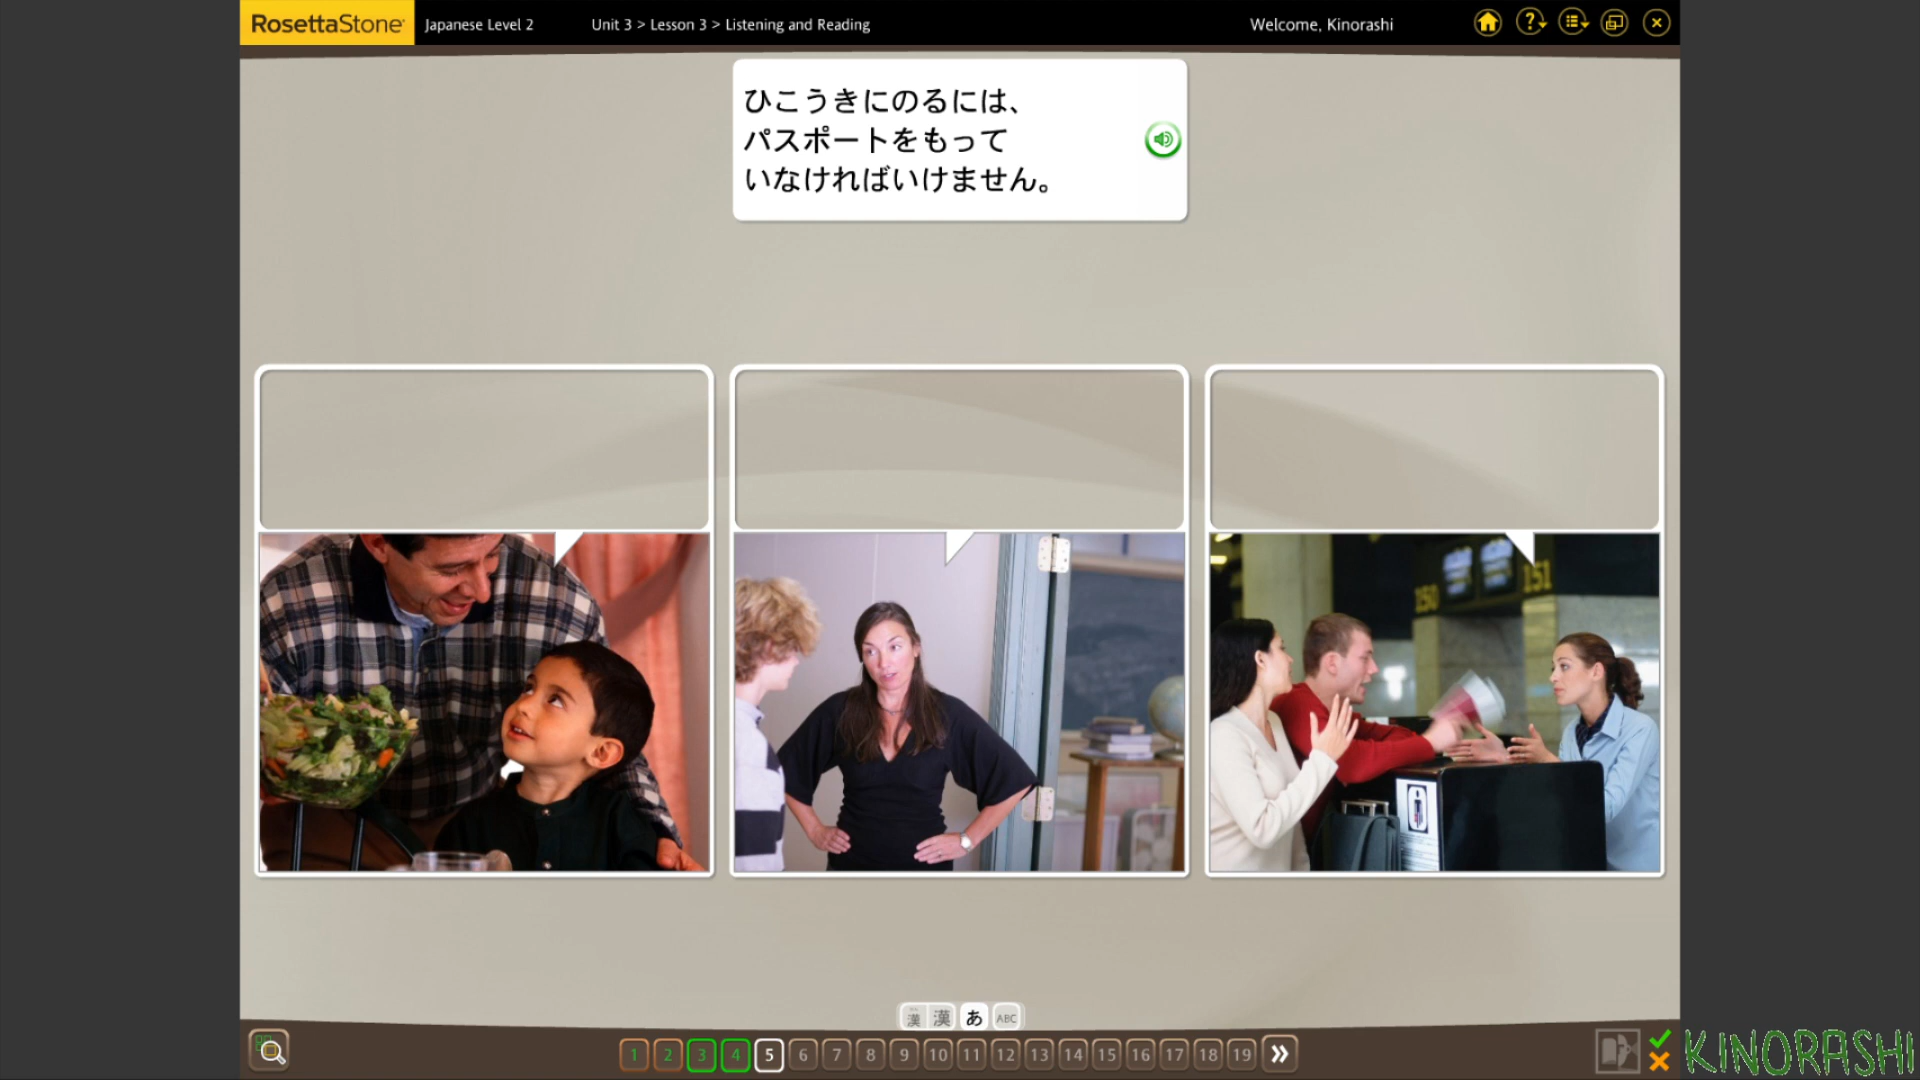 RosettaStone
Japanese Level 2
Unit 3 > Lesson 3 > Listening and Reading
Welcome, Kinorashi
ひこうきにのるには、
パスポートをもって
いなければいけません。
150
151
漢 漢 あ ABC
1 2 3 4 5 6 7 8 9 10 11 12 13 14 15 16 17 18 19
KINORASHI